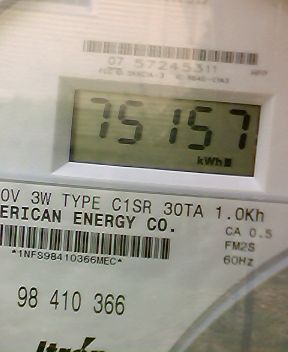 07 57245311
75157
kWh
0V 3W TYPE C1SR 30TA 1.0Kh
ERICAN ENERGY CO.
CA 0.5
FM2S
*1NFS98410366MEC*
60Hz
98 410 366
Itrón